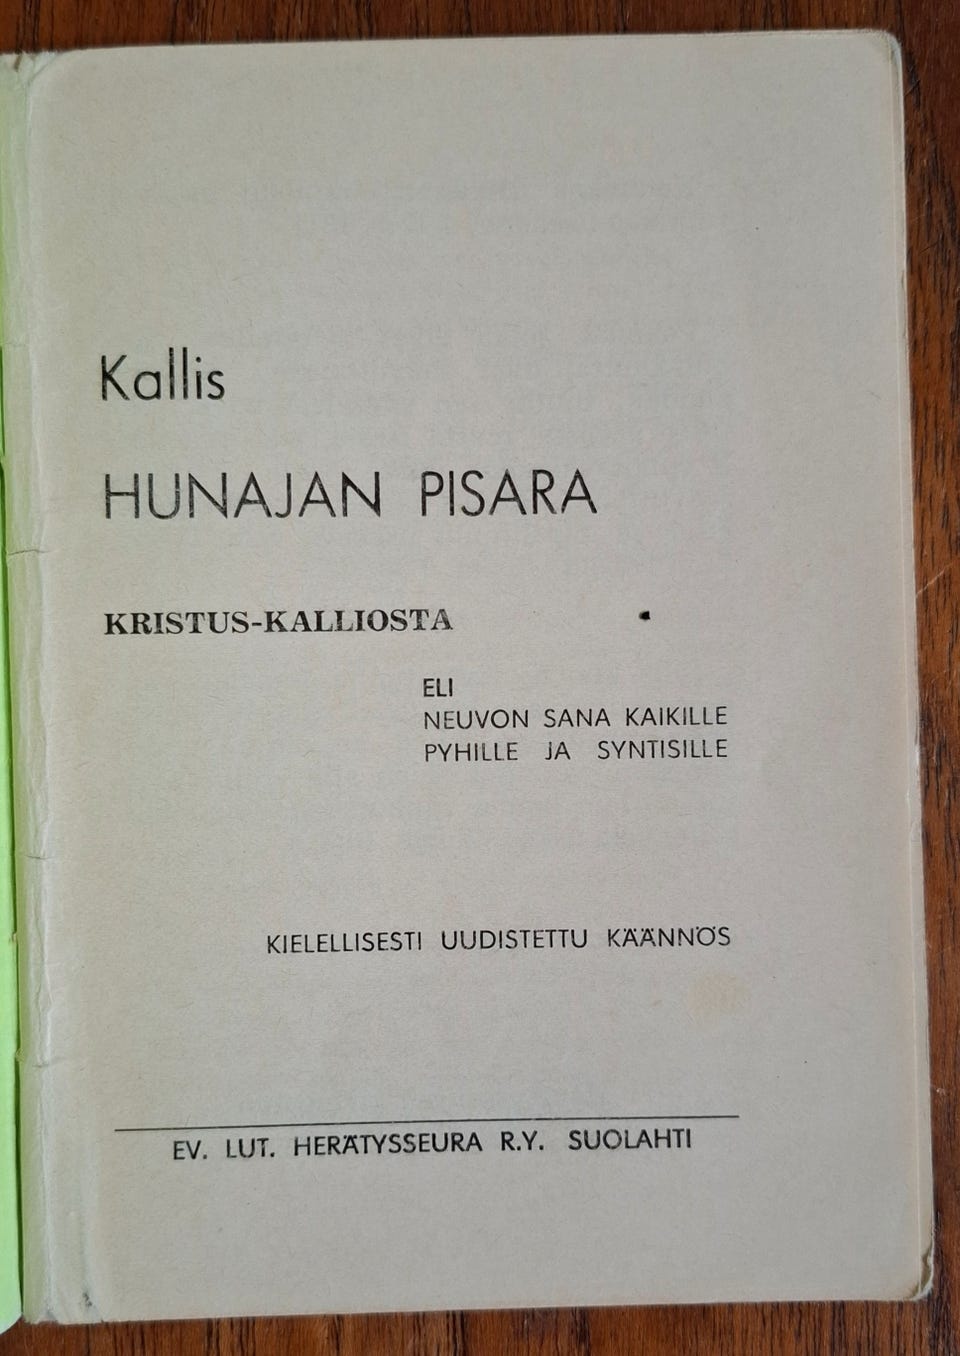 Kallis
HUNAJAN PISARA
KRISTUS-KALLIOSTA
ELI
NEUVON SANA KAIKILLE
PYHILLE JA SYNTISILLE
KIELELLISESTI UUDISTETTU KÄÄNNÖS
EV. LUT. HERÄTYSSEURA R.Y. SUOLAHTI